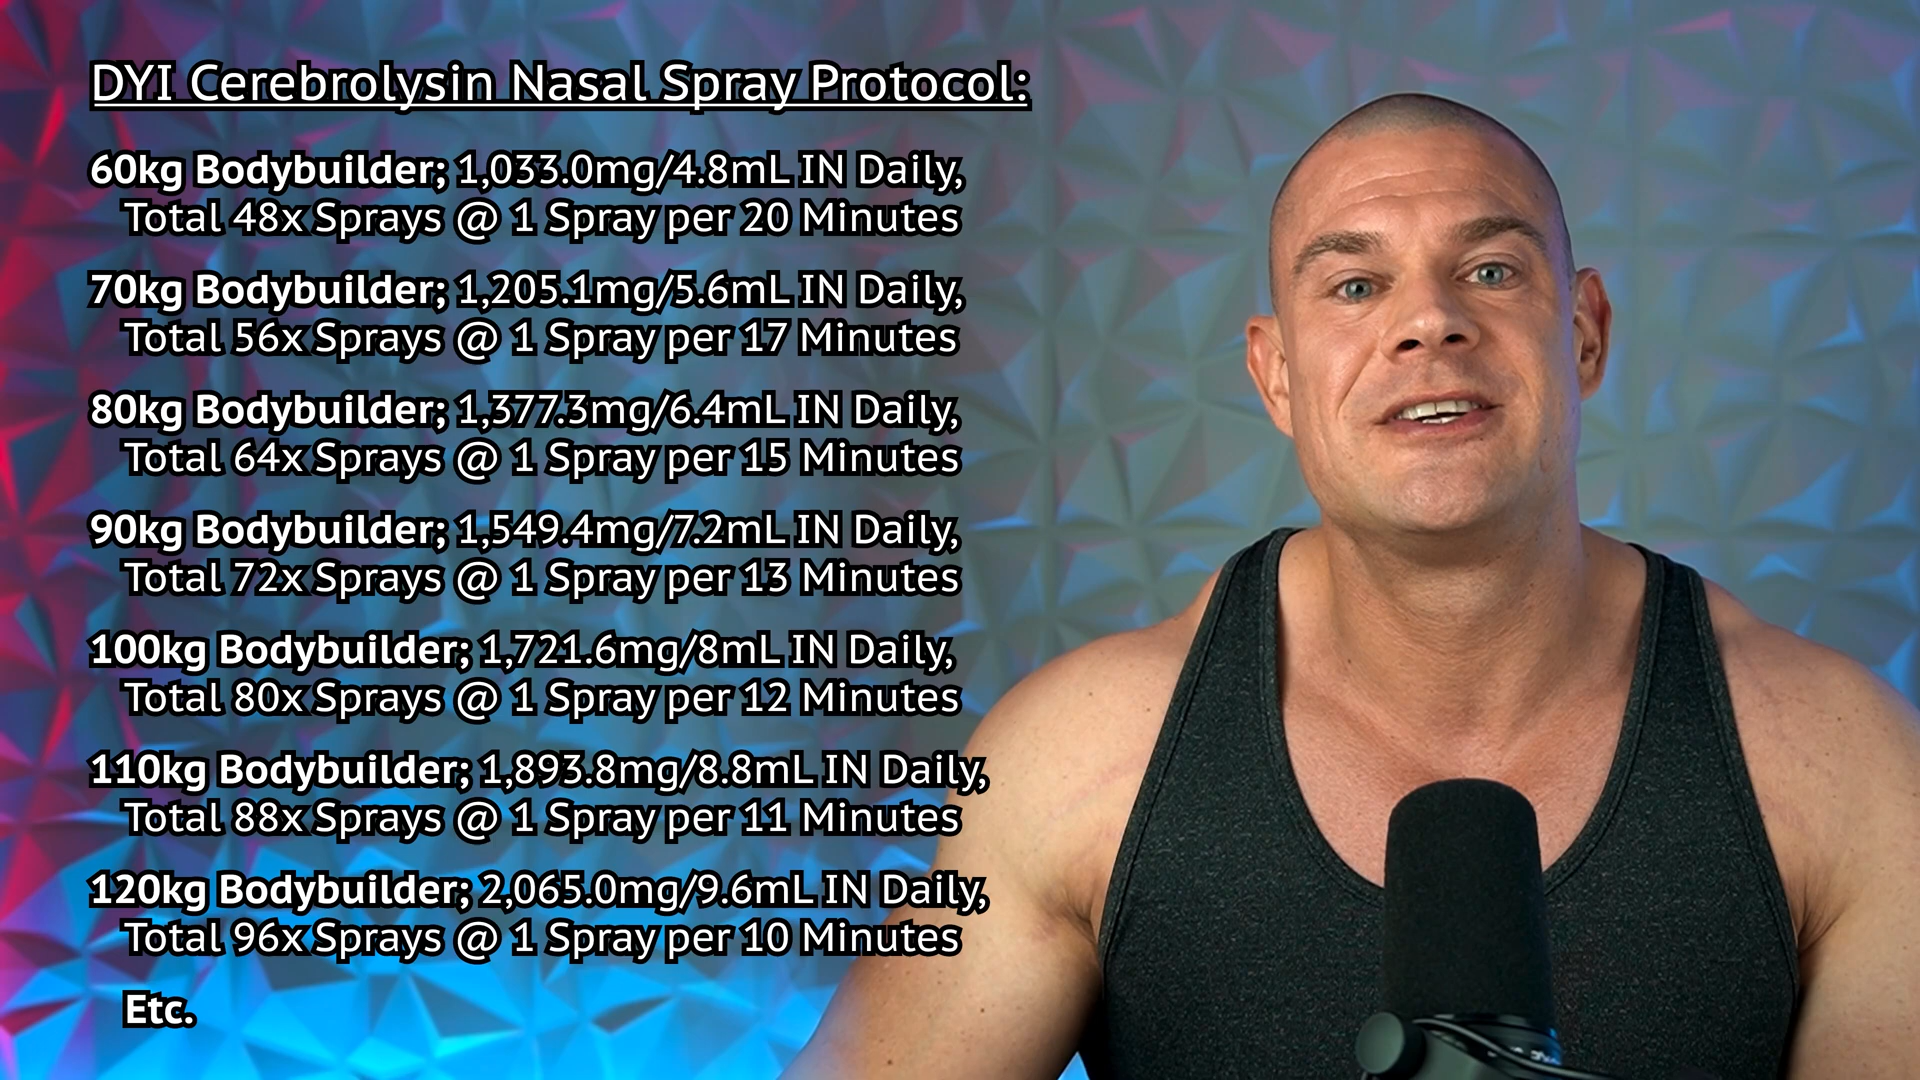 DYI Cerebrolysin Nasal Spray Protocol:
60kg Bodybuilder; 1,033.0mg/4.8mL IN Daily,
Total 48x Sprays @ 1 Spray per 20 Minutes
70kg Bodybuilder; 1,205.1mg/5.6mL IN Daily,
Total 56x Sprays @ 1 Spray per 17 Minutes
80kg Bodybuilder; 1,377.3mg/6.4mL IN Daily,
Total 64x Sprays @ 1 Spray per 15 Minutes
90kg Bodybuilder; 1,549.4mg/7.2mL IN Daily,
Total 72x Sprays @ 1 Spray per 13 Minutes
100kg Bodybuilder; 1,721.6mg/8mL IN Daily,
Total 80x Sprays @ 1 Spray per 12 Minutes
110kg Bodybuilder; 1,893.8mg/8.8mL IN Daily,
Total 88x Sprays @ 1 Spray per 11 Minutes
120kg Bodybuilder; 2,065.0mg/9.6mL IN Daily,
Total 96x Sprays @ 1 Spray per 10 Minutes
Etc.